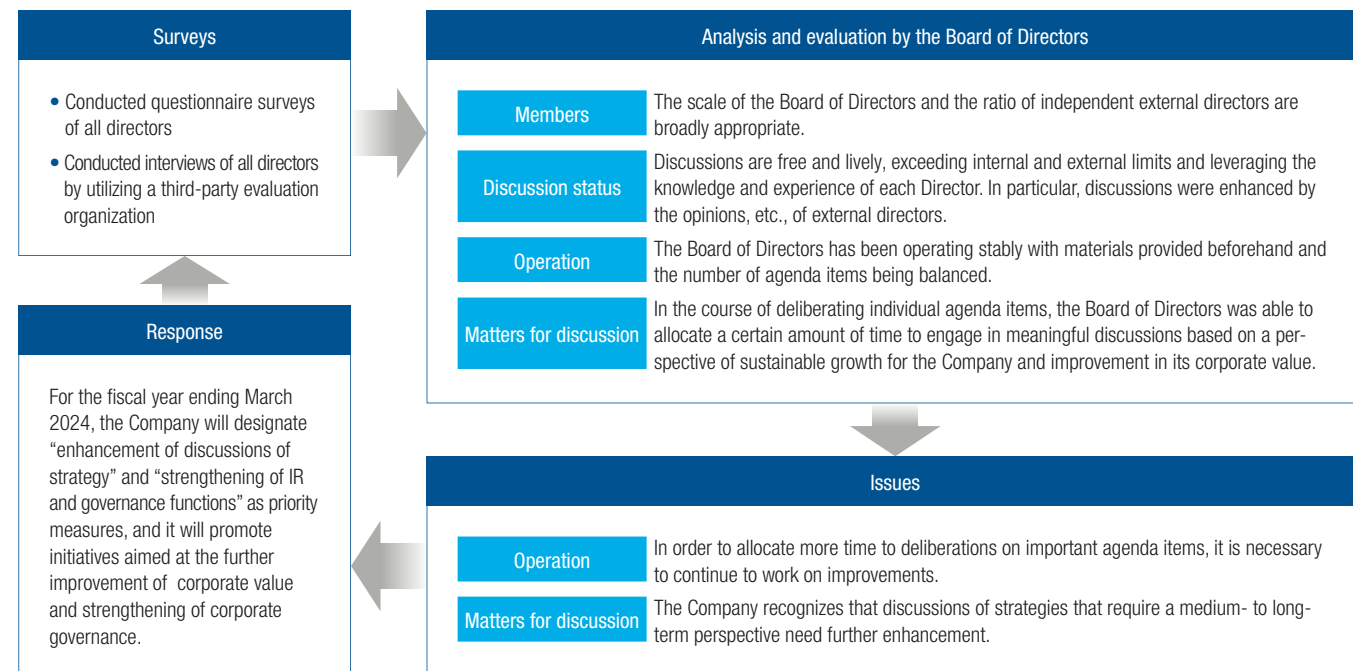 Surveys
• Conducted questionnaire surveys
of all directors
• Conducted interviews of all directors
by utilizing a third-party evaluation
organization
Analysis and evaluation by the Board of Directors
Members
The scale of the Board of Directors and the ratio of independent external directors are
broadly appropriate.
Discussion status
Discussions are free and lively, exceeding internal and external limits and leveraging the
knowledge and experience of each Director. In particular, discussions were enhanced by
the opinions, etc., of external directors.
Operation
The Board of Directors has been operating stably with materials provided beforehand and
the number of agenda items being balanced.
Matters for discussion
In the course of deliberating individual agenda items, the Board of Directors was able to
allocate a certain amount of time to engage in meaningful discussions based on a per-
spective of sustainable growth for the Company and improvement in its corporate value.
Issues
Operation
In order to allocate more time to deliberations on important agenda items, it is necessary
to continue to work on improvements.
Matters for discussion
The Company recognizes that discussions of strategies that require a medium- to long-
term perspective need further enhancement.
Response
For the fiscal year ending March
2024, the Company will designate
“enhancement of discussions of
strategy” and “strengthening of IR
and governance functions” as priority
measures, and it will promote
initiatives aimed at the further
improvement of corporate value
and strengthening of corporate
governance.